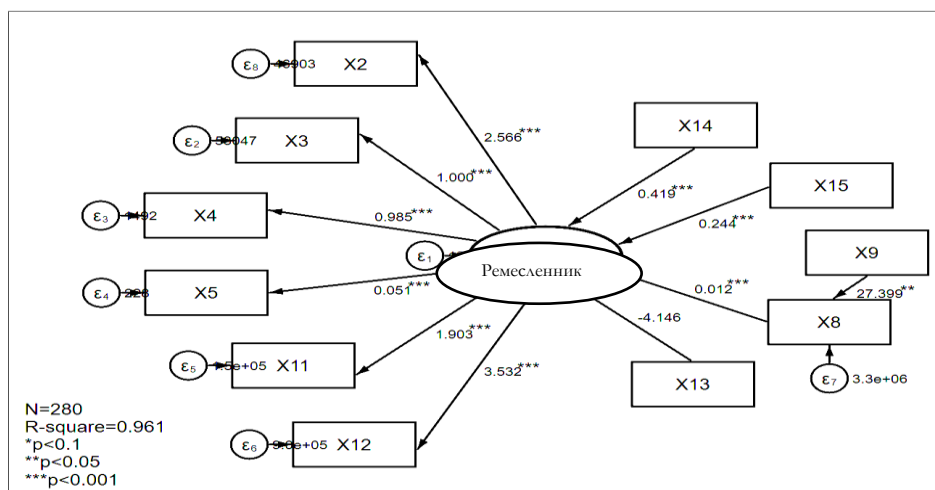 ε8
X2
2.566***
ε2
X3
1.000***
X14
0.419***
X15
0.244***
ε3
X4
0.985***
ε1
Ремесленник
X9
27.399**
ε4
X5
0.051***
0.012***
X8
ε7
3.3e+06
-4.146
X13
ε5
X11
1.903***
3.532***
ε6
X12
N=280
R-square=0.961
*p<0.1
**p<0.05
***p<0.001